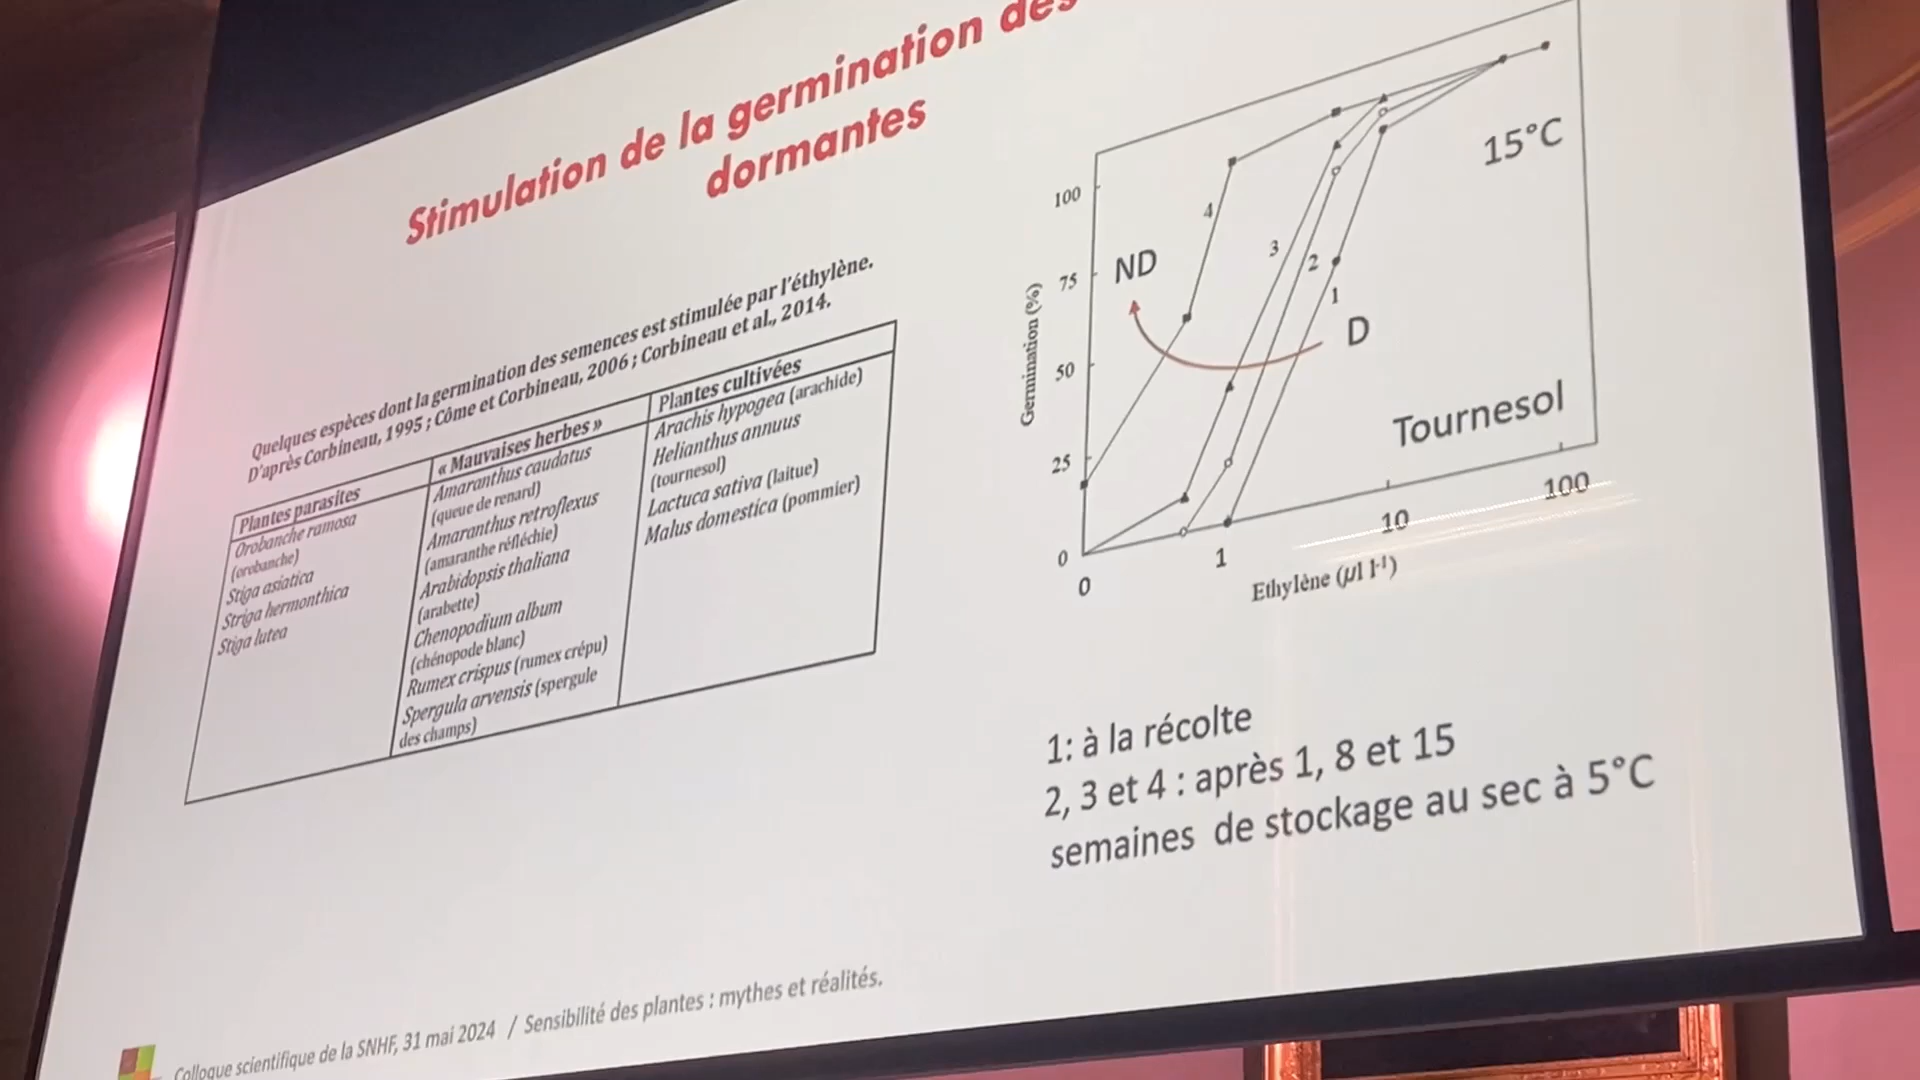 Stimulation de la germination des
dormantes
Quelques espèces dont la germination des semences est stimulée par l'éthylène.
D'après Corbineau, 1995 ; Côme et Corbineau, 2006 ; Corbineau et al., 2014.
Plantes parasites
Orobanche ramosa
(orobanche)
Stiga asiatica
Striga hermonthica
Stiga lutea
« Mauvaises herbes »
Amaranthus caudatus
(queue de renard)
Amaranthus retroflexus
(amaranthe réfléchie)
Arabidopsis thaliana
(arabette)
Chenopodium album
(chénopode blanc)
Rumex crispus (rumex crépu)
Spergula arvensis (spergule
des champs)
Plantes cultivées
Arachis hypogea (arachide)
Helianthus annuus
(tournesol)
Lactuca sativa (laitue)
Malus domestica (pommier)
Germination (%)
100
75
50
25
0
0
1
10
100
Ethylène (µl l⁻¹)
15°C
ND
D
4
3
2
1
Tournesol
1: à la récolte
2, 3 et 4 : après 1, 8 et 15
semaines de stockage au sec à 5°C
Colloque scientifique de la SNHF, 31 mai 2024 / Sensibilité des plantes : mythes et réalités.